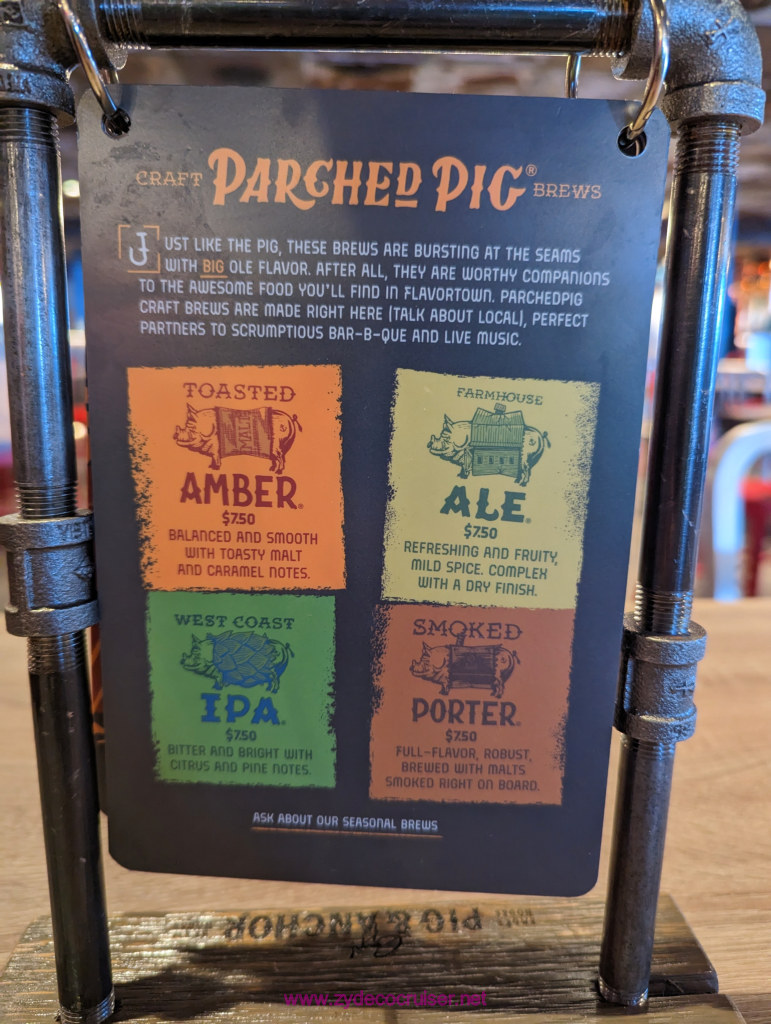 CRAFT PARCHED PIG® BREWS
JUST LIKE THE PIG, THESE BREWS ARE BURSTING AT THE SEAMS
WITH BIG OLE FLAVOR. AFTER ALL, THEY ARE WORTHY COMPANIONS
TO THE AWESOME FOOD YOU'LL FIND IN FLAVORTOWN. PARCHEDPIG
CRAFT BREWS ARE MADE RIGHT HERE (TALK ABOUT LOCAL), PERFECT
PARTNERS TO SCRUMPTIOUS BAR-B-QUE AND LIVE MUSIC.
TOASTED
MALT
AMBER®
$7.50
BALANCED AND SMOOTH
WITH TOASTY MALT
AND CARAMEL NOTES.
FARMHOUSE
ALE®
$7.50
REFRESHING AND FRUITY,
MILD SPICE. COMPLEX
WITH A DRY FINISH.
WEST COAST
IPA®
$7.50
BITTER AND BRIGHT WITH
CITRUS AND PINE NOTES.
SMOKED
PORTER®
$7.50
FULL-FLAVOR, ROBUST,
BREWED WITH MALTS
SMOKED RIGHT ON BOARD.
ASK ABOUT OUR SEASONAL BREWS
PIG & ANCHOR
www.zydecocruiser.net